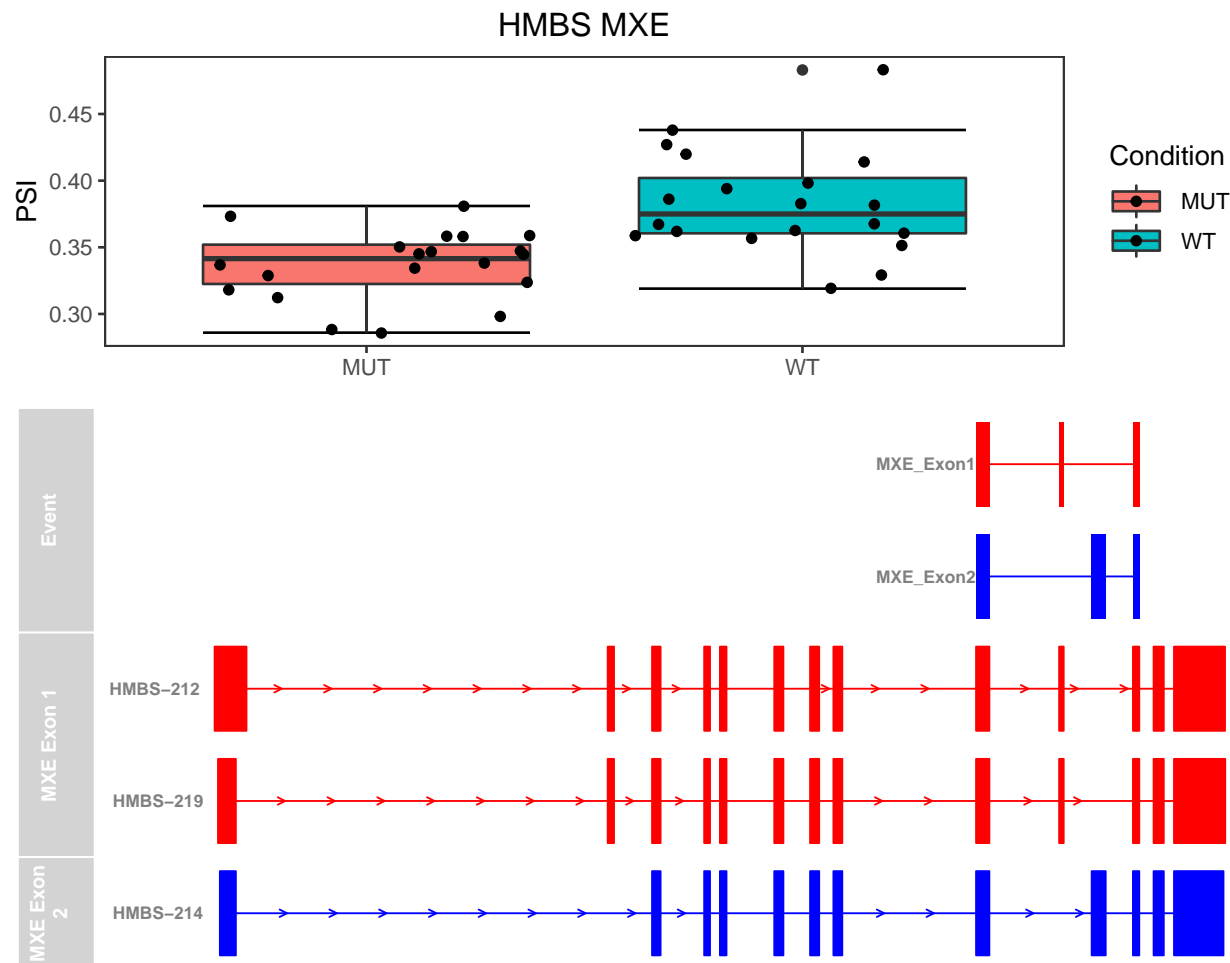 HMBS MXE
PSI
0.45
0.40
0.35
0.30
MUT
WT
Condition
MUT
WT
Event
MXE_Exon1
MXE_Exon2
MXE Exon 1
HMBS−212
HMBS−219
MXE Exon
2
HMBS−214